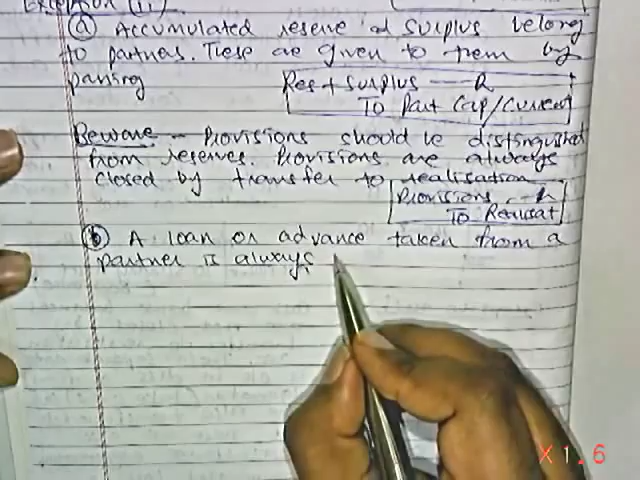 Exception (ii)
(a) Accumulated reserve and surplus belong
to partners. These are given to them by
passing
Res + Surplus — Dr
To Part Cap/Current
Beware - Provisions should be distinguished
from reserves. Provisions are always
closed by transfer to realisation
Provisions — Dr
To Realisat
(b) A loan or advance taken from a
partner is always
X1.6